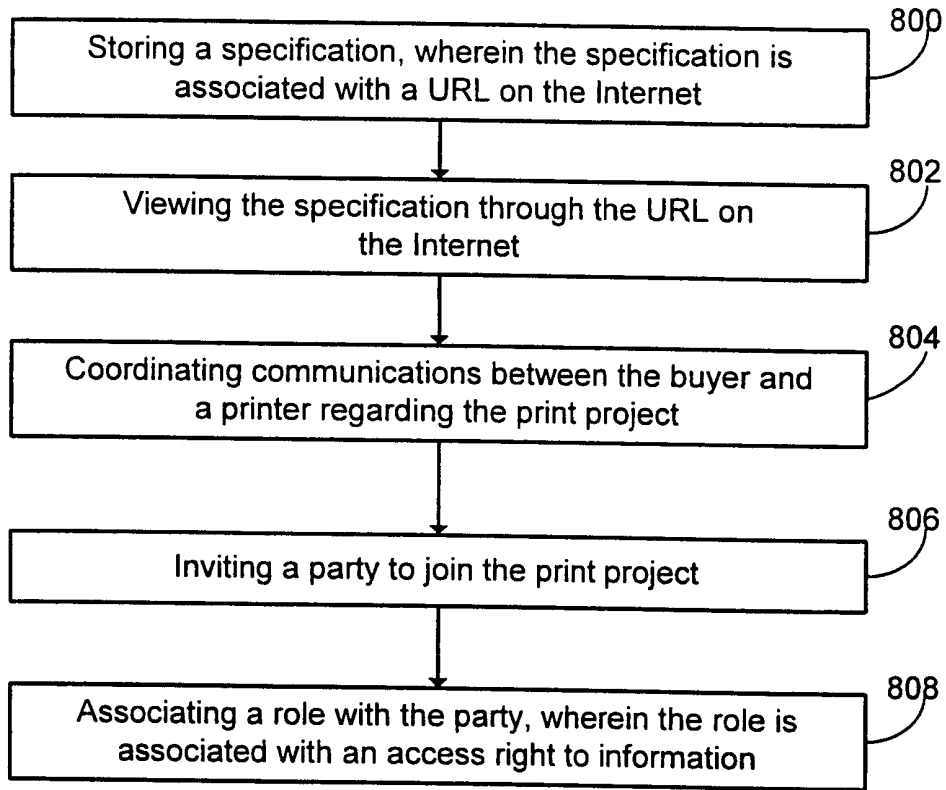 800
Storing a specification, wherein the specification is
associated with a URL on the Internet
802
Viewing the specification through the URL on
the Internet
804
Coordinating communications between the buyer and
a printer regarding the print project
806
Inviting a party to join the print project
808
Associating a role with the party, wherein the role is
associated with an access right to information